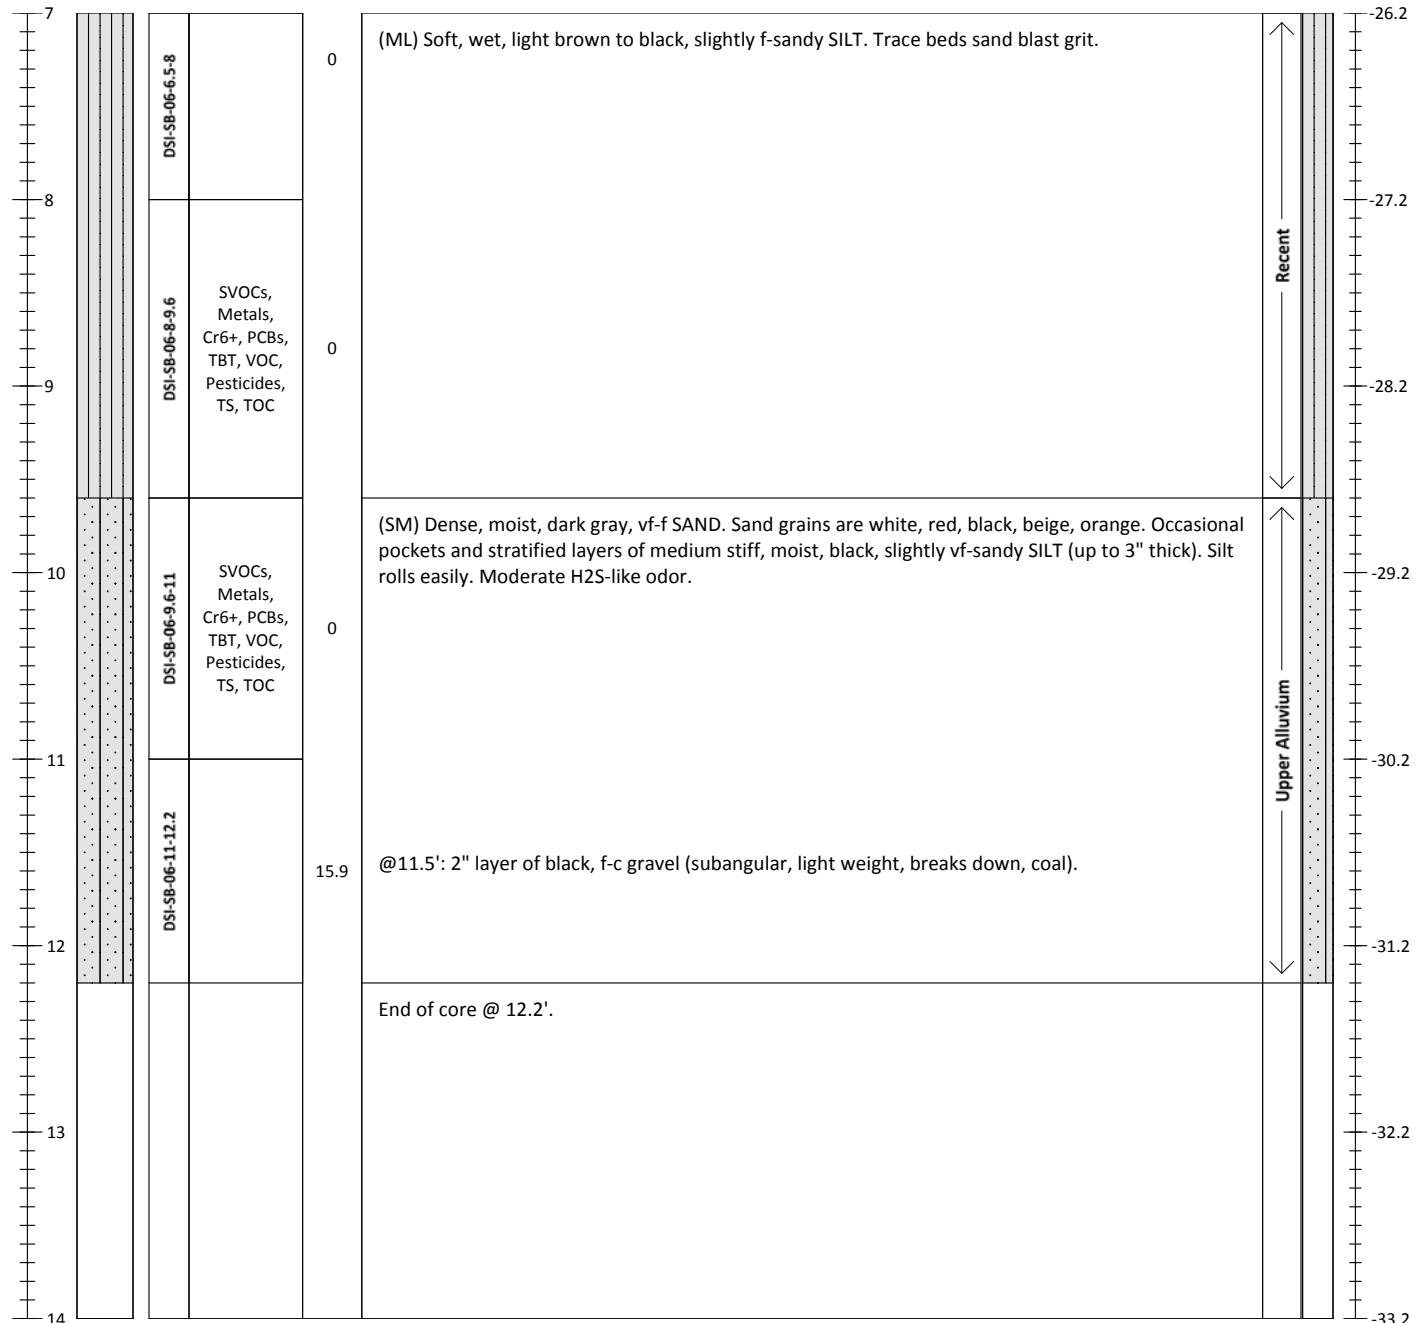 7
-26.2
(ML) Soft, wet, light brown to black, slightly f-sandy SILT. Trace beds sand blast grit.
0
DSI-SB-06-6.5-8
8
-27.2
Recent
DSI-SB-06-8-9.6
SVOCs,
Metals,
Cr6+, PCBs,
TBT, VOC,
Pesticides,
TS, TOC
0
9
-28.2
(SM) Dense, moist, dark gray, vf-f SAND. Sand grains are white, red, black, beige, orange. Occasional
pockets and stratified layers of medium stiff, moist, black, slightly vf-sandy SILT (up to 3" thick). Silt
rolls easily. Moderate H2S-like odor.
10
-29.2
DSI-SB-06-9.6-11
SVOCs,
Metals,
Cr6+, PCBs,
TBT, VOC,
Pesticides,
TS, TOC
0
Upper Alluvium
11
-30.2
DSI-SB-06-11-12.2
15.9
@11.5': 2" layer of black, f-c gravel (subangular, light weight, breaks down, coal).
12
-31.2
End of core @ 12.2'.
13
-32.2
14
-33.2